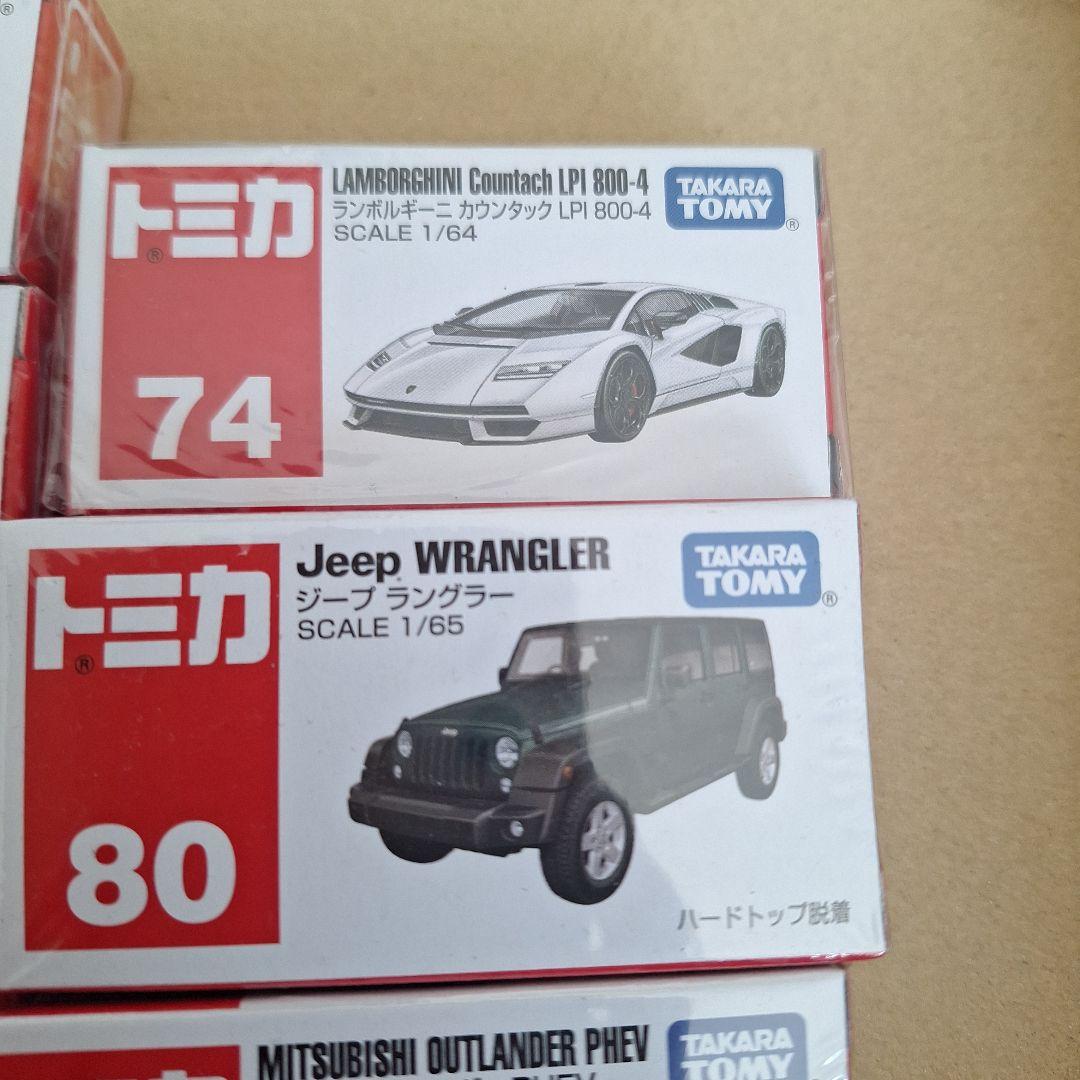 ®
トミカ
®
74
LAMBORGHINI Countach LPI 800-4
ランボルギーニ カウンタック LPI 800-4
SCALE 1/64
TAKARA
TOMY
®
トミカ
®
80
Jeep WRANGLER
ジープ ラングラー
SCALE 1/65
TAKARA
TOMY
®
Jeep
ハードトップ脱着
MITSUBISHI OUTLANDER PHEV
PHEV
TAKARA
TOMY